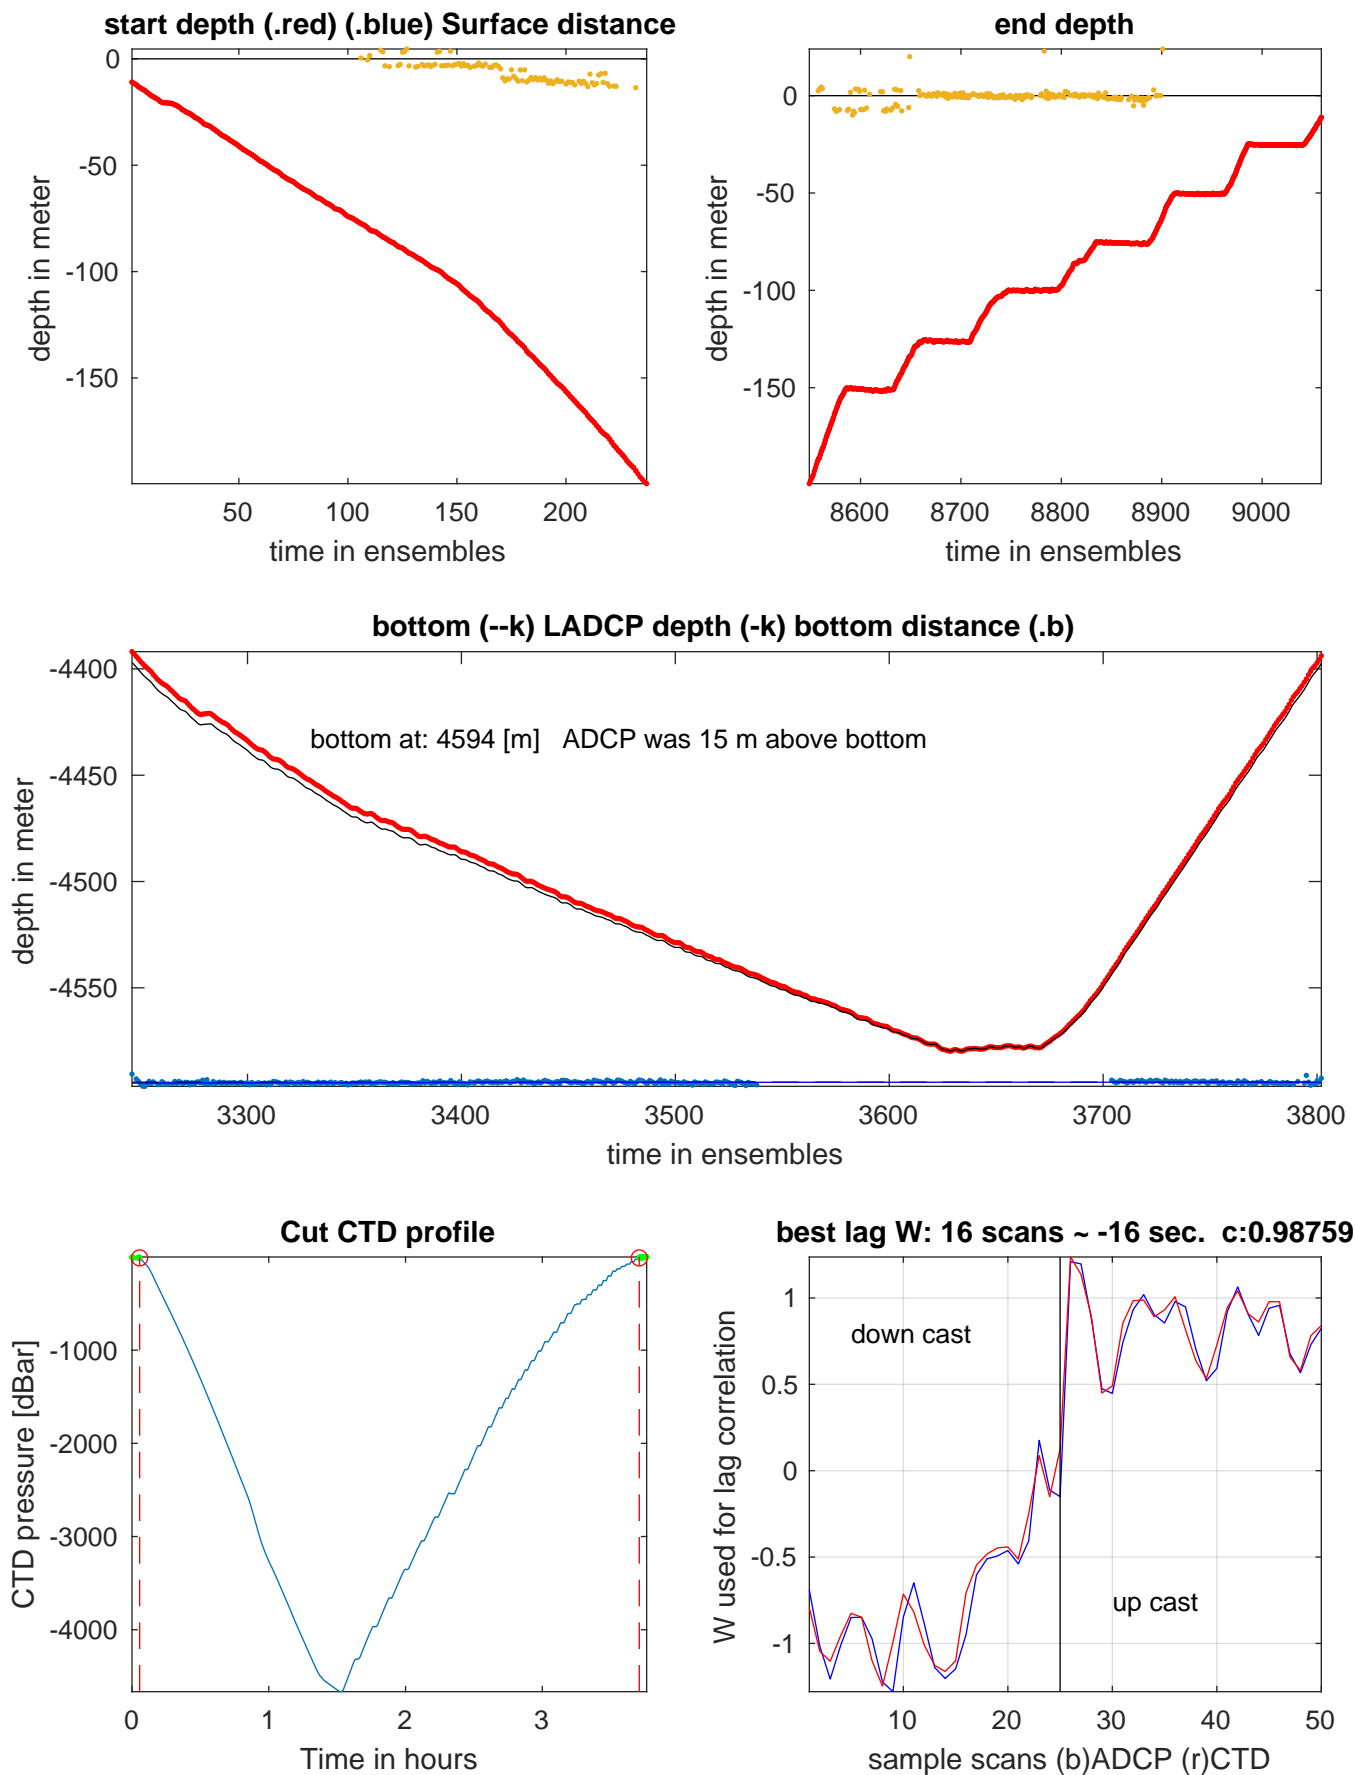 start depth (.red) (.blue) Surface distance
0
-50
-100
-150
depth in meter
50 100 150 200
time in ensembles
end depth
0
-50
-100
-150
depth in meter
8600 8700 8800 8900 9000
time in ensembles
bottom (--k) LADCP depth (-k) bottom distance (.b)
-4400
-4450
-4500
-4550
depth in meter
bottom at: 4594 [m] ADCP was 15 m above bottom
3300 3400 3500 3600 3700 3800
time in ensembles
Cut CTD profile
-1000
-2000
-3000
-4000
CTD pressure [dBar]
0 1 2 3
Time in hours
best lag W: 16 scans ~ -16 sec. c:0.98759
1
0.5
0
-0.5
-1
W used for lag correlation
down cast
up cast
10 20 30 40 50
sample scans (b)ADCP (r)CTD